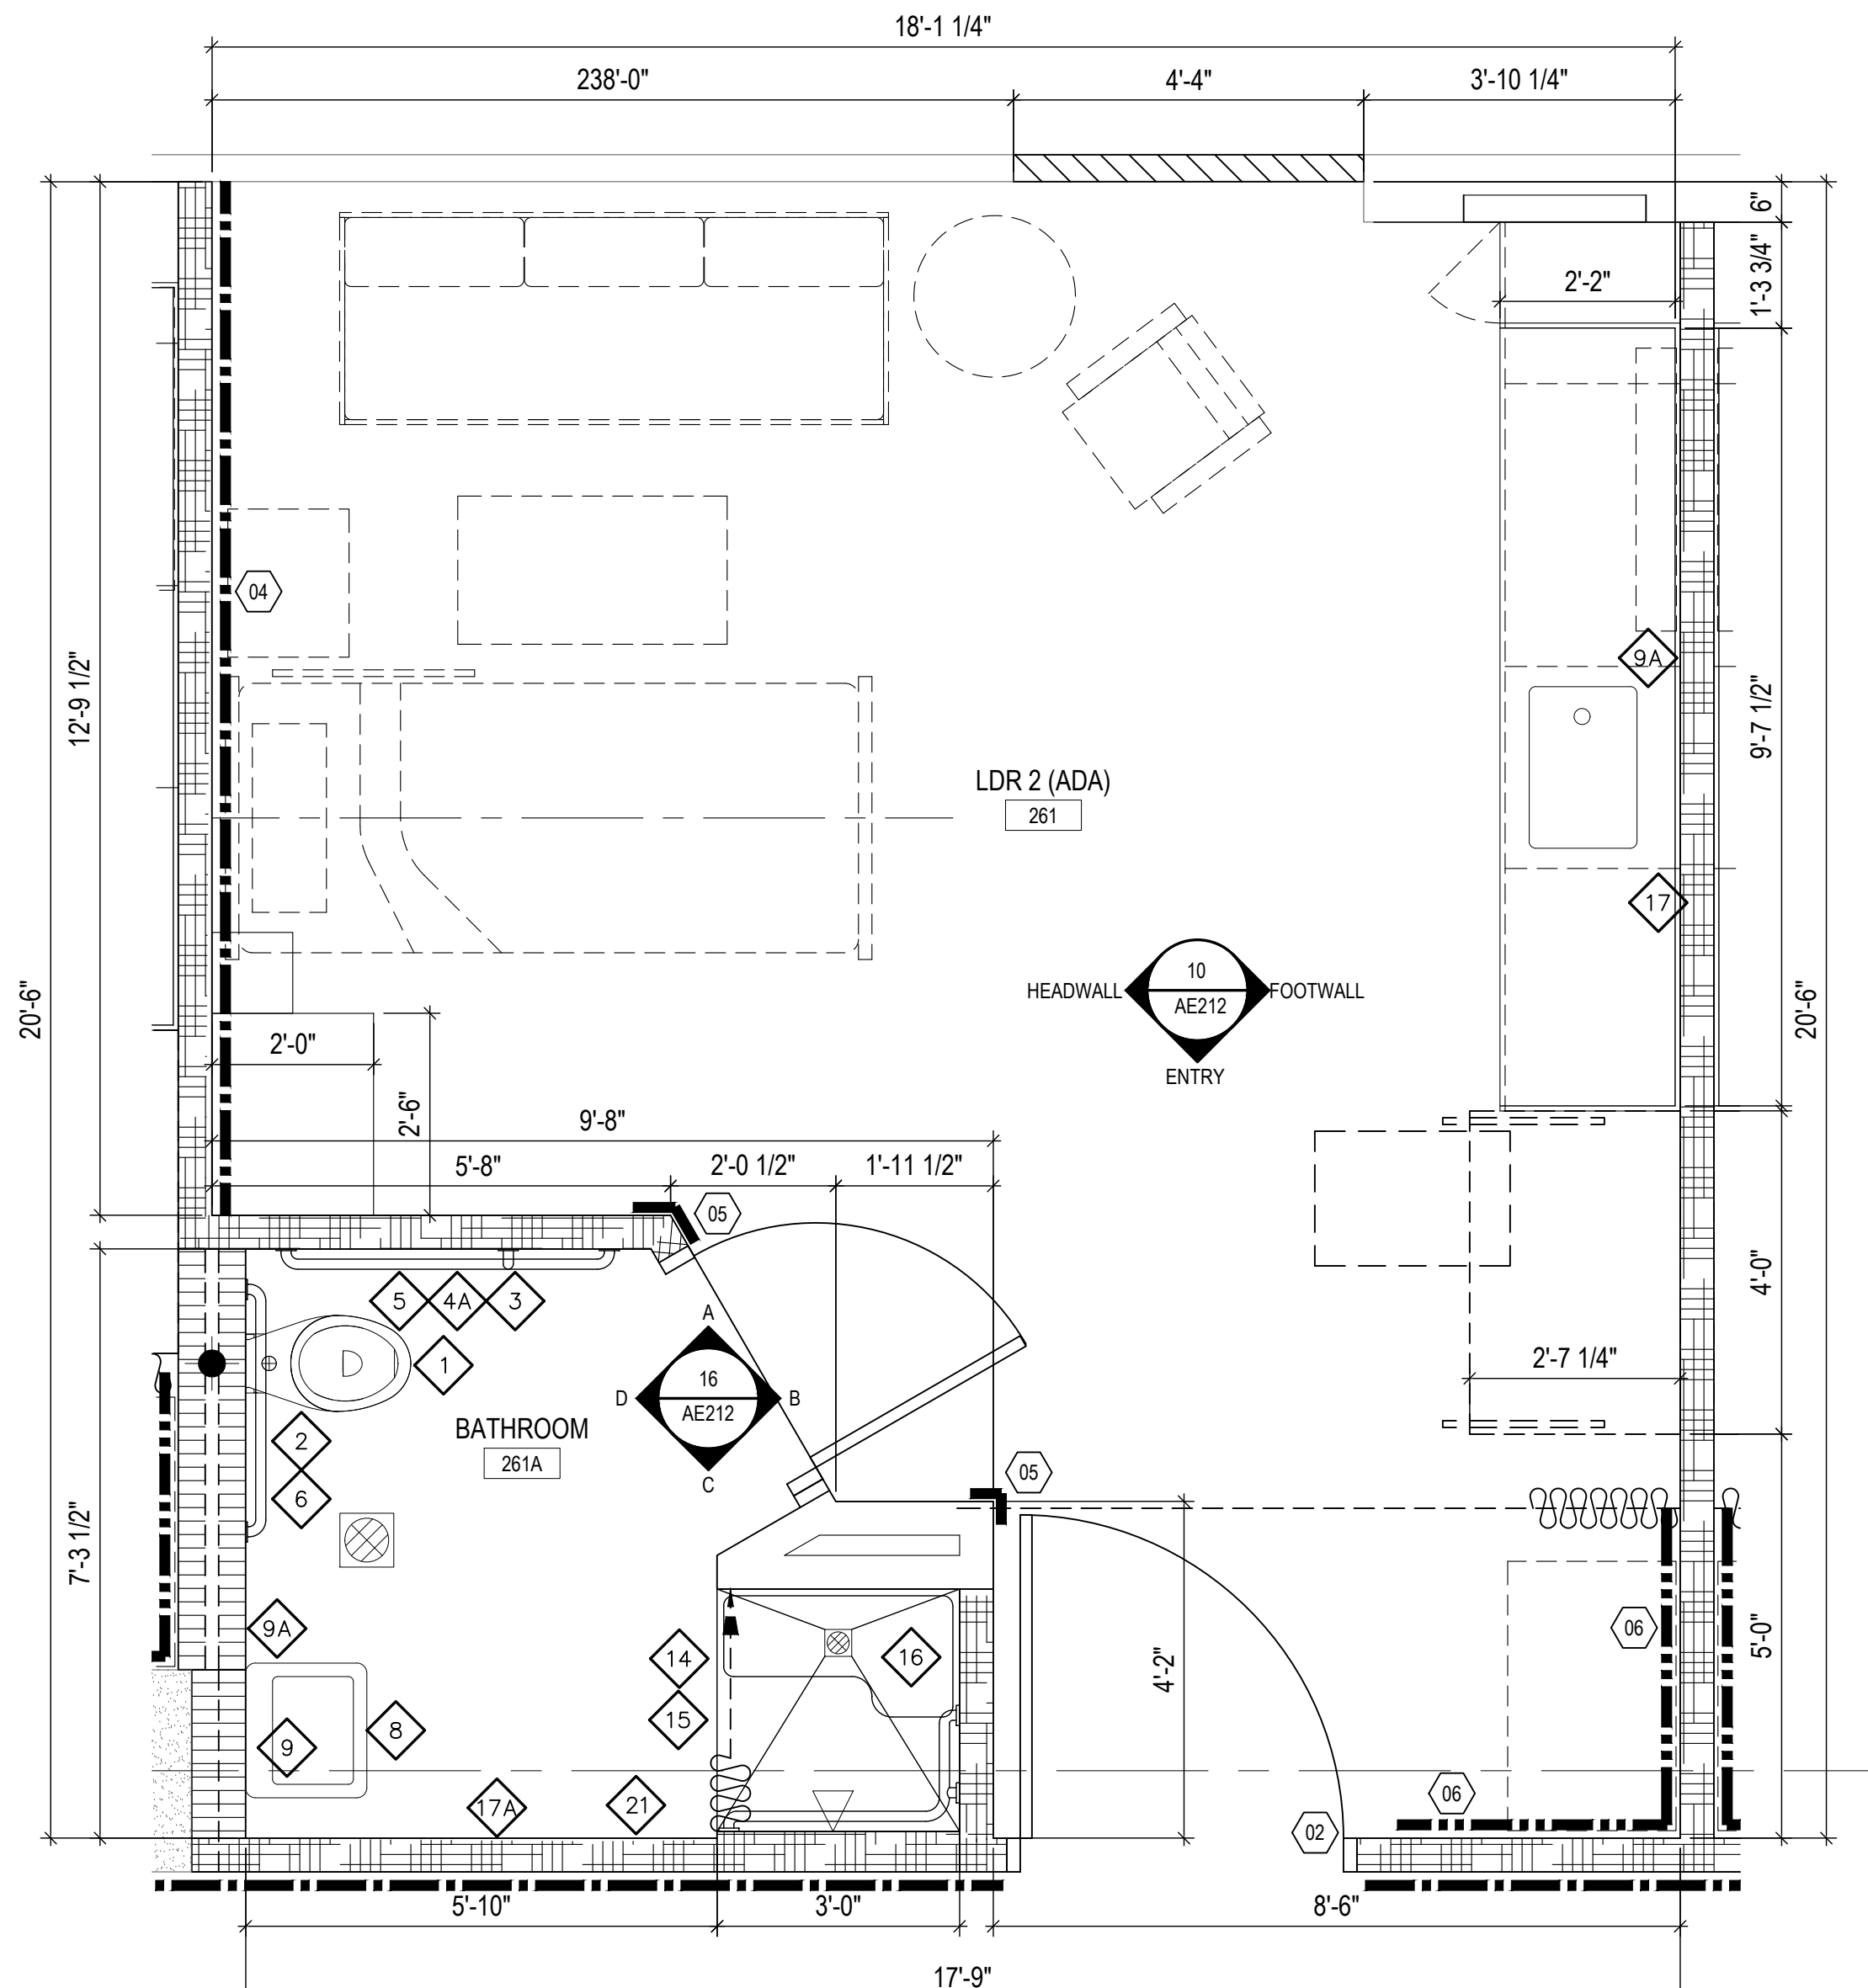 18'-1 1/4"
238'-0"
4'-4"
3'-10 1/4"
6"
1'-3 3/4"
2'-2"
04
12'-9 1/2"
9A
9'-7 1/2"
LDR 2 (ADA)
261
17
20'-6"
10
HEADWALL
AE212
FOOTWALL
ENTRY
20'-6"
2'-0"
2'-6"
9'-8"
5'-8"
2'-0 1/2"
1'-11 1/2"
05
5
4A
3
A
4'-0"
1
2'-7 1/4"
16
D
AE212
B
C
BATHROOM
261A
2
6
05
7'-3 1/2"
9A
14
16
06
5'-0"
4'-2"
15
8
9
17A
21
06
02
5'-10"
3'-0"
8'-6"
17'-9"